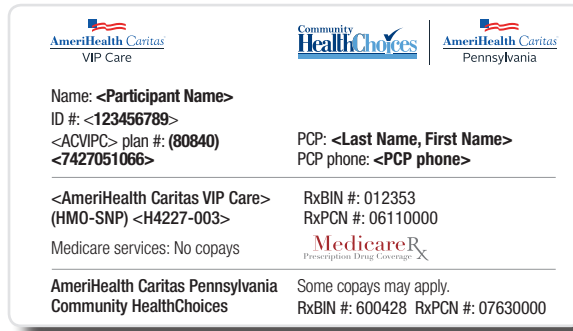 AmeriHealth Caritas
VIP Care
Community
HealthChoices
AmeriHealth Caritas
Pennsylvania
Name: <Participant Name>
ID #: <123456789>
<ACVIPC> plan #: (80840)
<7427051066>
PCP: <Last Name, First Name>
PCP phone: <PCP phone>
<AmeriHealth Caritas VIP Care>
(HMO-SNP) <H4227-003>
Medicare services: No copays
RxBIN #: 012353
RxPCN #: 06110000
MedicareRx
Prescription Drug Coverage
AmeriHealth Caritas Pennsylvania
Community HealthChoices
Some copays may apply.
RxBIN #: 600428 RxPCN #: 07630000